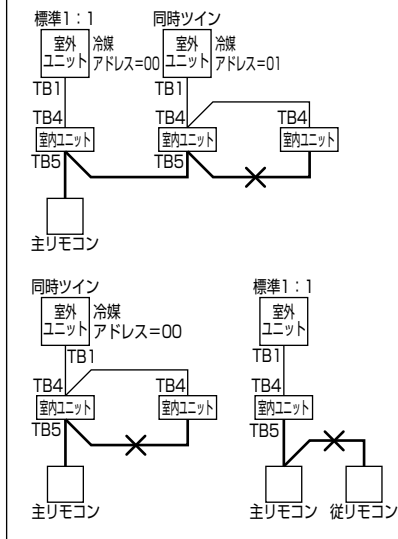 標準1:1
同時ツイン
室外
ユニット
冷媒
アドレス=00
室外
ユニット
冷媒
アドレス=01
TB1
TB1
TB4
TB4
TB4
室内ユニット
室内ユニット
室内ユニット
TB5
TB5
主リモコン
同時ツイン
標準1:1
室外
ユニット
冷媒
アドレス=00
室外
ユニット
TB1
TB1
TB4
TB4
TB4
室内ユニット
室内ユニット
室内ユニット
TB5
TB5
主リモコン
主リモコン
従リモコン